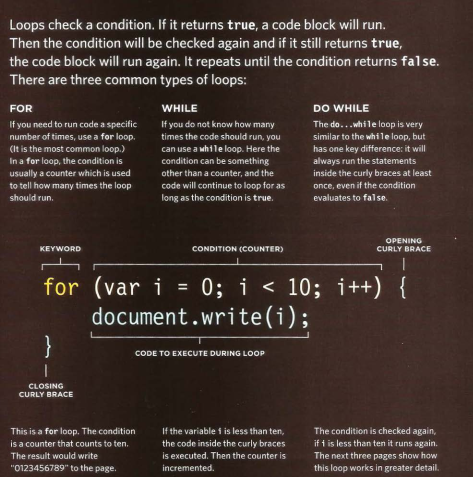 Loops check a condition. If it returns true, a code block will run.
Then the condition will be checked again and if it still returns true,
the code block will run again. It repeats until the condition returns false.
There are three common types of loops:
FOR
If you need to run code a specific
number of times, use a for loop.
(It is the most common loop.)
In a for loop, the condition is
usually a counter which is used
to tell how many times the loop
should run.
WHILE
If you do not know how many
times the code should run, you
can use a while loop. Here the
condition can be something
other than a counter, and the
code will continue to loop for as
long as the condition is true.
DO WHILE
The do...while loop is very
similar to the while loop, but
has one key difference: it will
always run the statements
inside the curly braces at least
once, even if the condition
evaluates to false.
KEYWORD
CONDITION (COUNTER)
OPENING
CURLY BRACE
for (var i = 0; i < 10; i++) {
document.write(i);
}
CODE TO EXECUTE DURING LOOP
CLOSING
CURLY BRACE
This is a for loop. The condition
is a counter that counts to ten.
The result would write
"0123456789" to the page.
If the variable i is less than ten,
the code inside the curly braces
is executed. Then the counter is
incremented.
The condition is checked again,
if i is less than ten it runs again.
The next three pages show how
this loop works in greater detail.